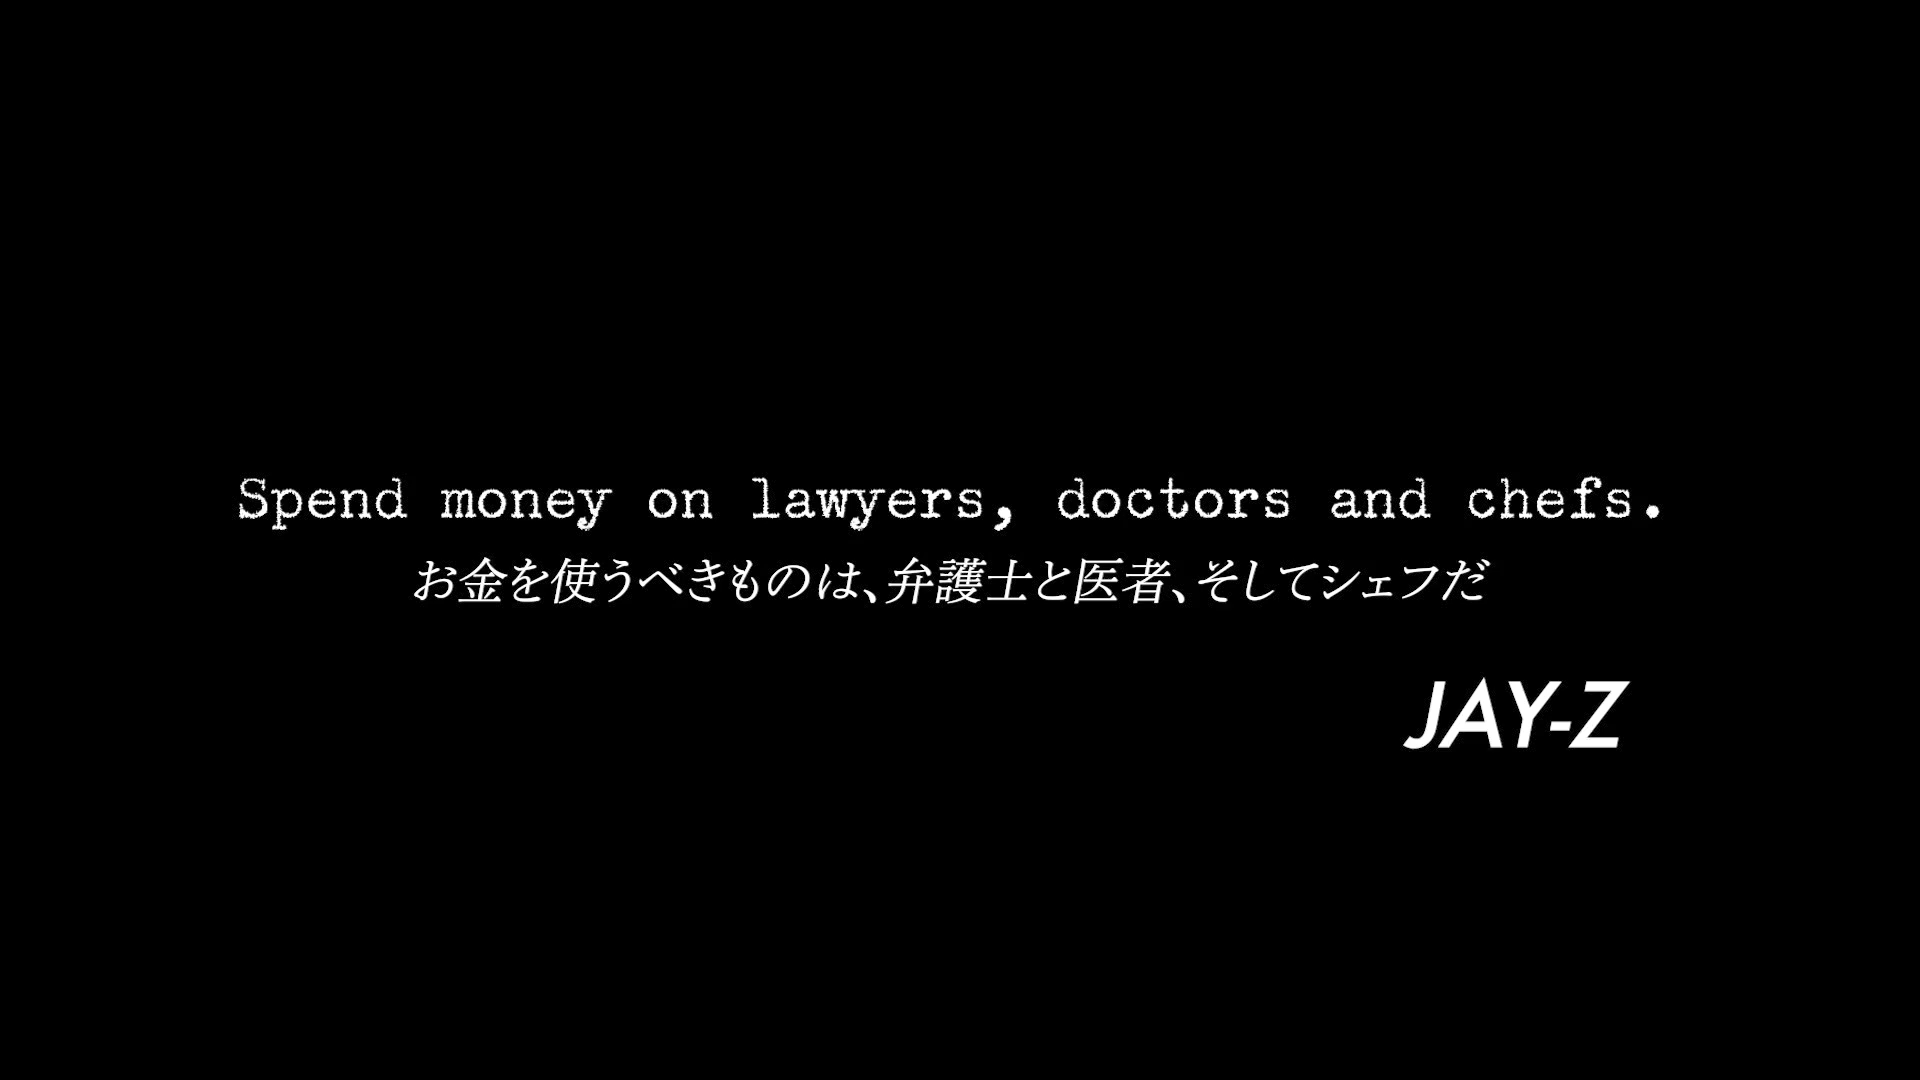 Spend money on lawyers, doctors and chefs.
お金を使うべきものは、弁護士と医者、そしてシェフだ
JAY-Z